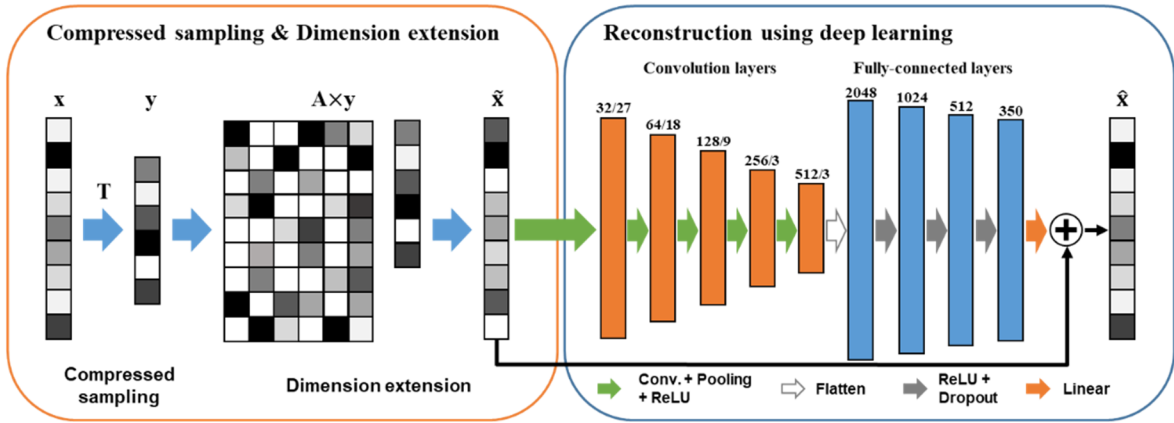 Compressed sampling & Dimension extension
x
y
A×y
x̃
T
Compressed
sampling
Dimension extension
Reconstruction using deep learning
Convolution layers
Fully-connected layers
32/27
64/18
128/9
256/3
512/3
2048
1024
512
350
x̂
Conv. + Pooling
+ ReLU
Flatten
ReLU +
Dropout
Linear